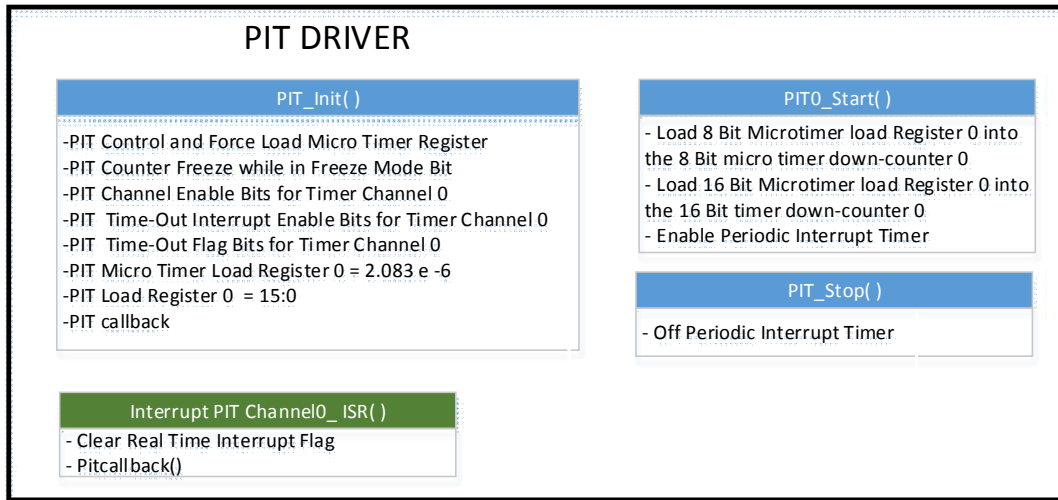 PIT DRIVER
PIT_Init( )
-PIT Control and Force Load Micro Timer Register
-PIT Counter Freeze while in Freeze Mode Bit
-PIT Channel Enable Bits for Timer Channel 0
-PIT  Time-Out Interrupt Enable Bits for Timer Channel 0
-PIT  Time-Out Flag Bits for Timer Channel 0
-PIT Micro Timer Load Register 0 = 2.083 e -6
-PIT Load Register 0  = 15:0
-PIT callback
PIT0_Start( )
- Load 8 Bit Microtimer load Register 0 into
the 8 Bit micro timer down-counter 0
- Load 16 Bit Microtimer load Register 0 into
the 16 Bit timer down-counter 0
- Enable Periodic Interrupt Timer
PIT_Stop( )
- Off Periodic Interrupt Timer
Interrupt PIT Channel0_ ISR( )
- Clear Real Time Interrupt Flag
- Pitcallback()